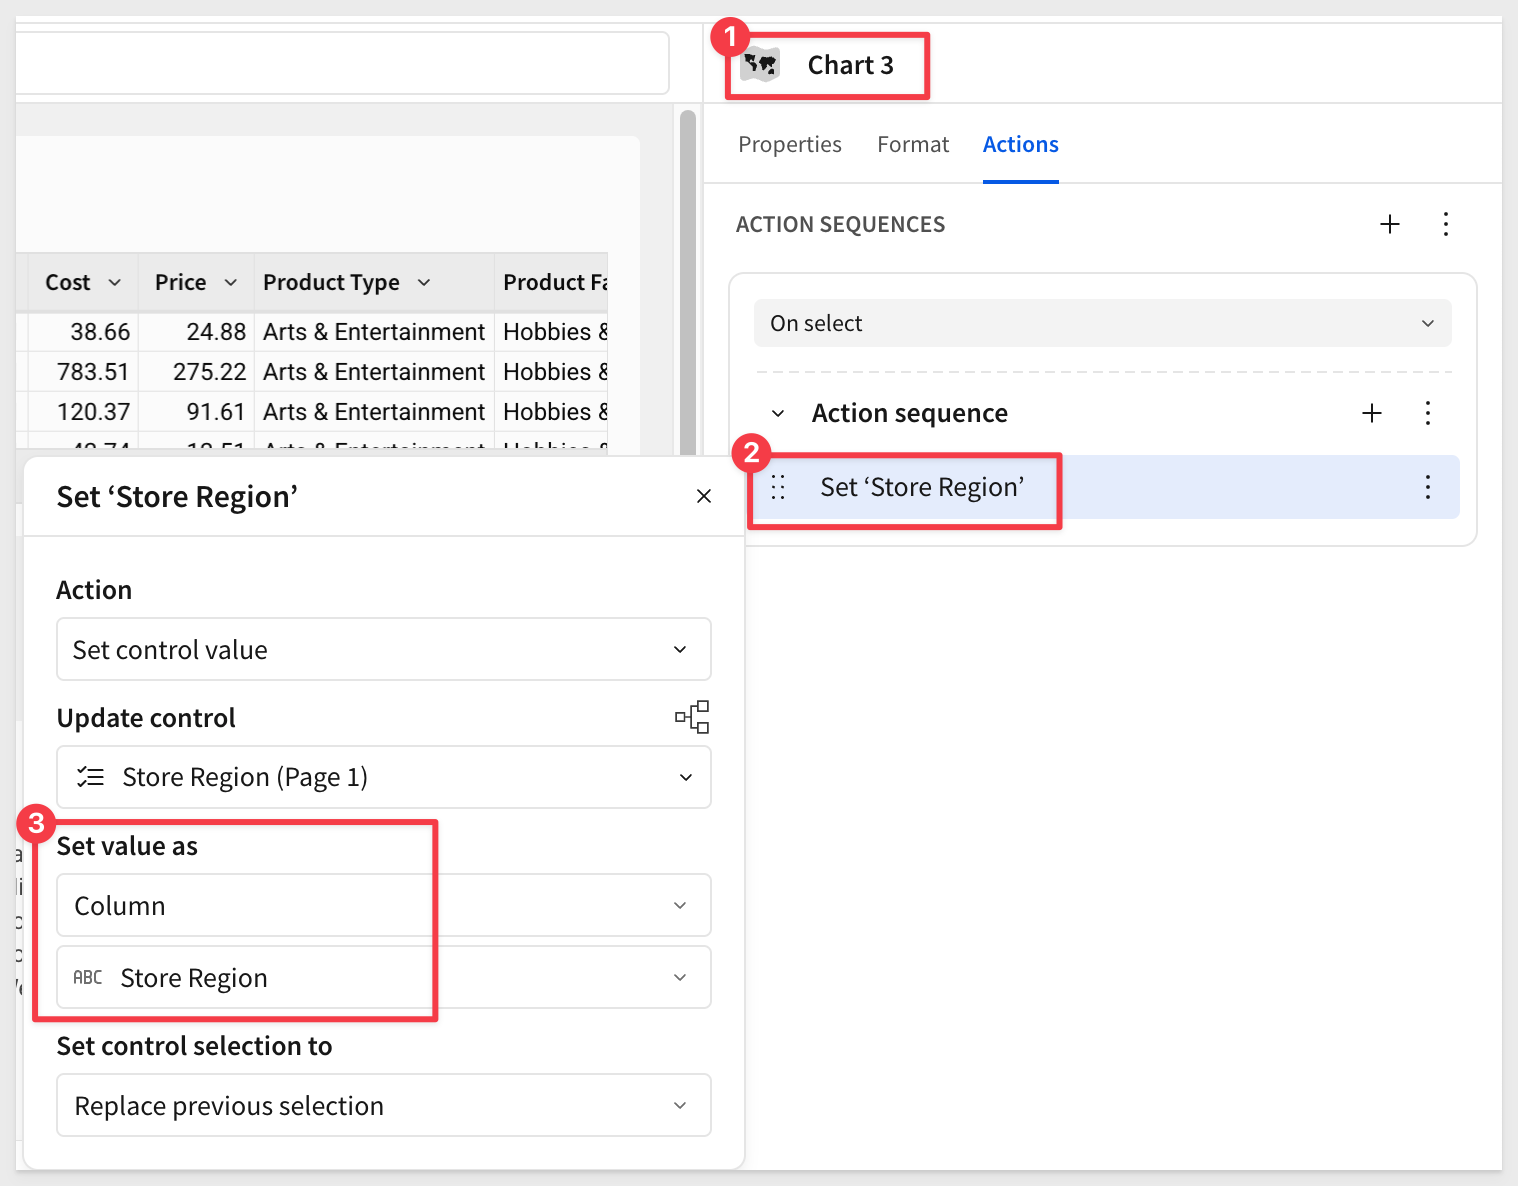 1
Chart 3
Properties Format Actions
ACTION SEQUENCES
On select
Action sequence
2
Set ‘Store Region’
Cost Price Product Type Product Fa
38.66 24.88 Arts & Entertainment Hobbies &
783.51 275.22 Arts & Entertainment Hobbies &
120.37 91.61 Arts & Entertainment Hobbies &
Set ‘Store Region’
Action
Set control value
Update control
Store Region (Page 1)
3
Set value as
Column
ABC Store Region
Set control selection to
Replace previous selection